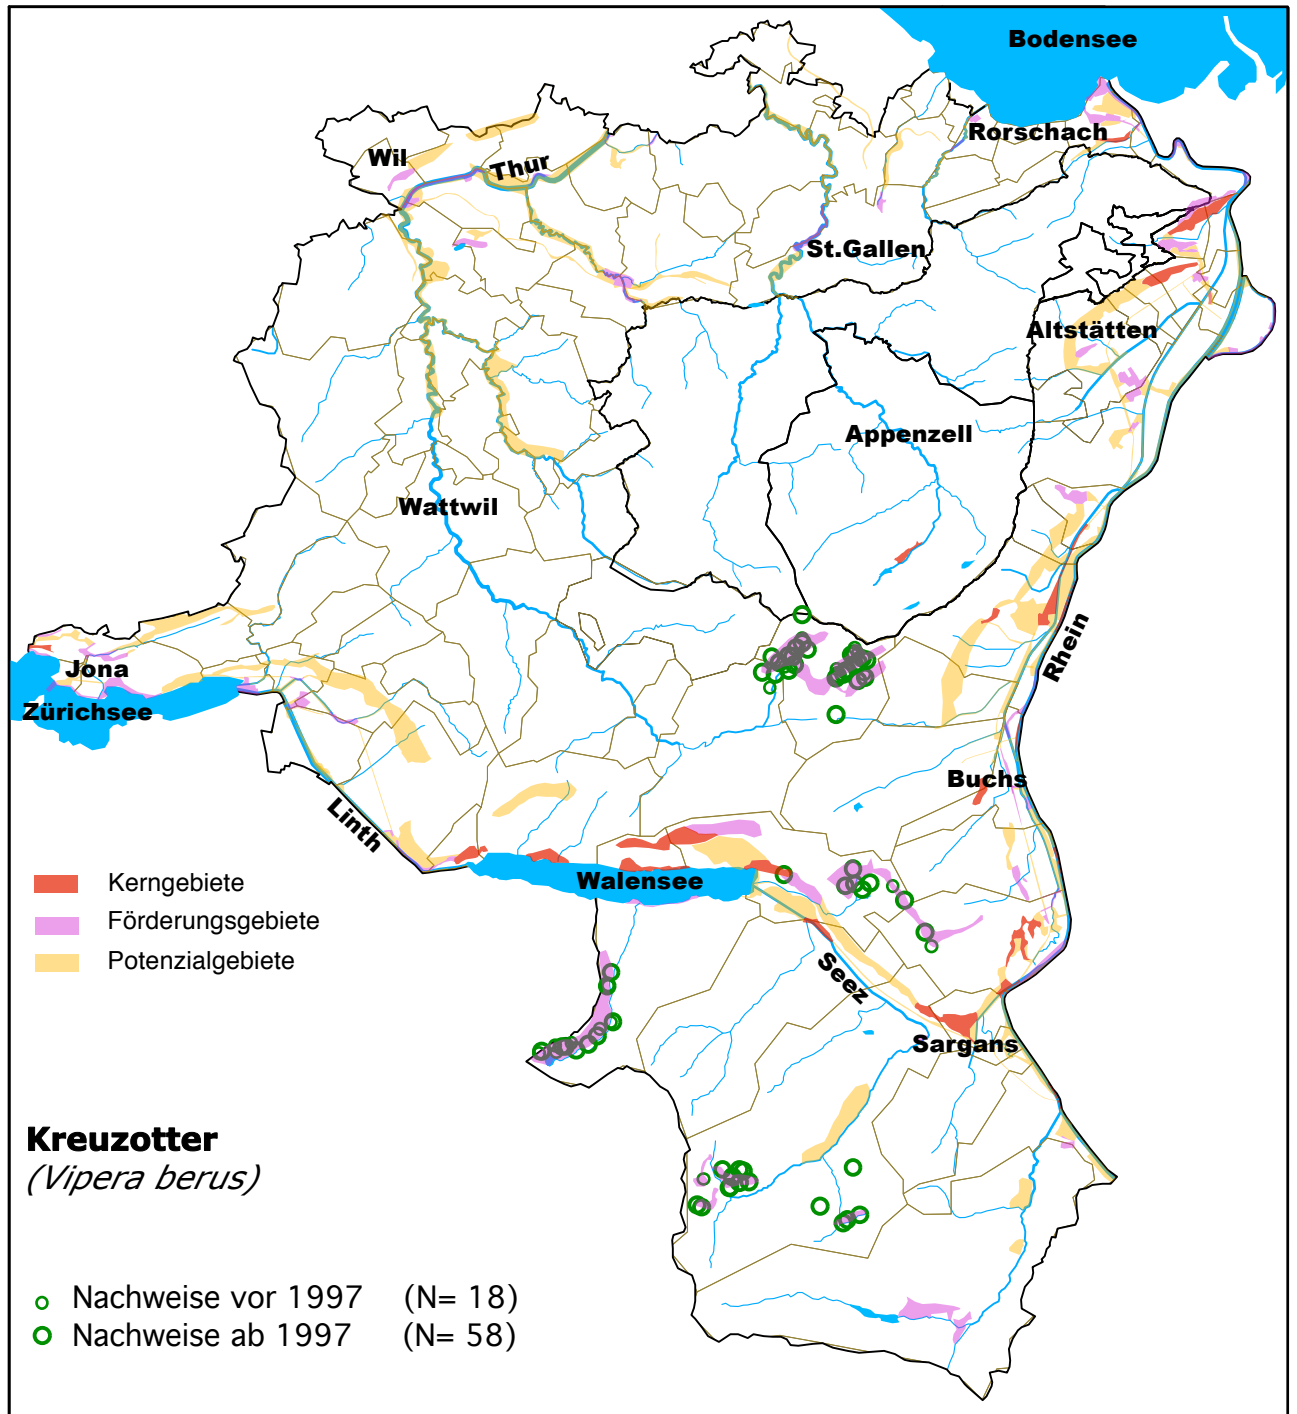 Bodensee
Rorschach
Wil
Thur
St.Gallen
Altstätten
Appenzell
Wattwil
Rhein
Jona
Zürichsee
Buchs
Linth
Walensee
Kerngebiete
Förderungsgebiete
Potenzialgebiete
Seez
Sargans
Kreuzotter
(Vipera berus)
Nachweise vor 1997 (N= 18)
Nachweise ab 1997 (N= 58)